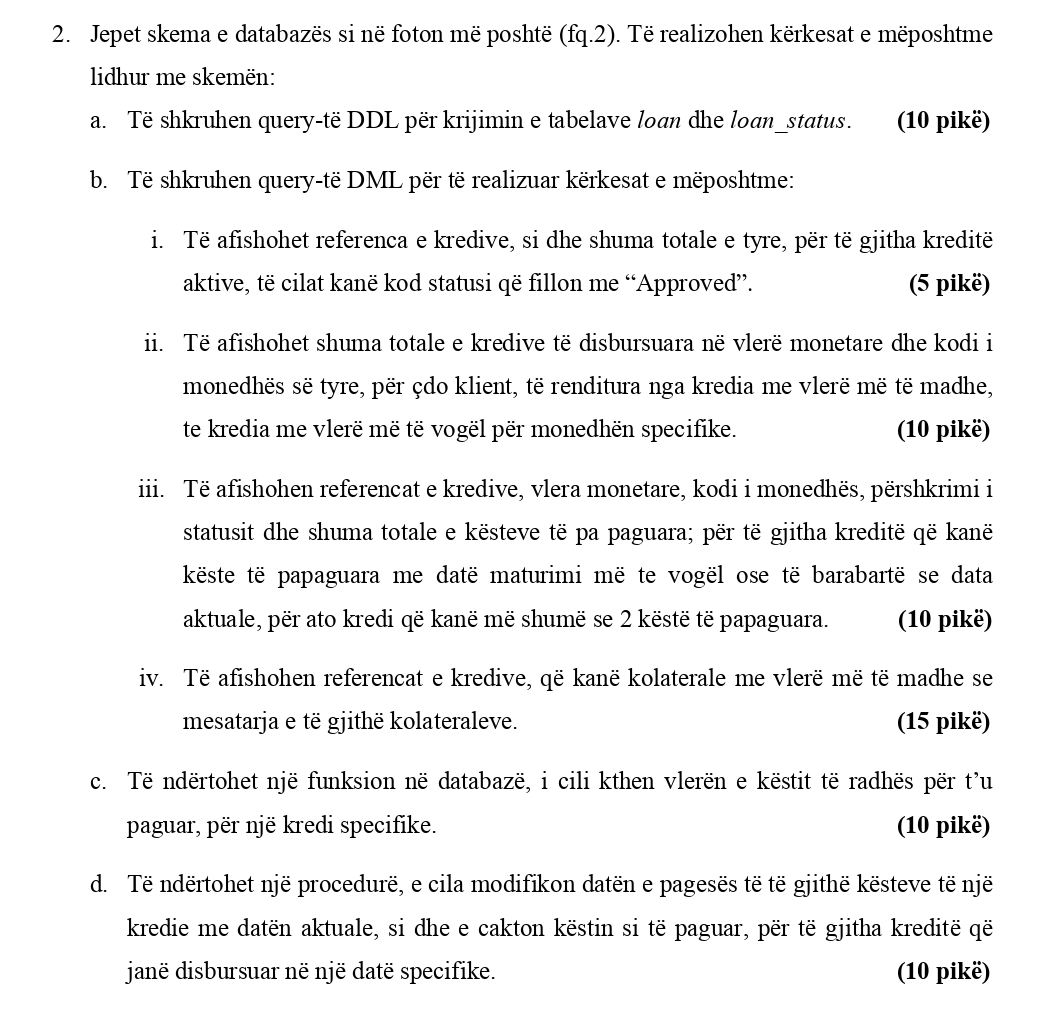 2. Jepet skema e databazës si në foton më poshtë (fq.2). Të realizohen kërkesat e mëposhtme
lidhur me skemën:
a. Të shkruhen query-të DDL për krijimin e tabelave loan dhe loan_status. (10 pikë)
b. Të shkruhen query-të DML për të realizuar kërkesat e mëposhtme:
i. Të afishohet referenca e kredive, si dhe shuma totale e tyre, për të gjitha kreditë
aktive, të cilat kanë kod statusi që fillon me “Approved”. (5 pikë)
ii. Të afishohet shuma totale e kredive të disbursuara në vlerë monetare dhe kodi i
monedhës së tyre, për çdo klient, të renditura nga kredia me vlerë më të madhe,
te kredia me vlerë më të vogël për monedhën specifike. (10 pikë)
iii. Të afishohen referencat e kredive, vlera monetare, kodi i monedhës, përshkrimi i
statusit dhe shuma totale e kësteve të pa paguara; për të gjitha kreditë që kanë
këste të papaguara me datë maturimi më te vogël ose të barabartë se data
aktuale, për ato kredi që kanë më shumë se 2 këstë të papaguara. (10 pikë)
iv. Të afishohen referencat e kredive, që kanë kolaterale me vlerë më të madhe se
mesatarja e të gjithë kolateraleve. (15 pikë)
c. Të ndërtohet një funksion në databazë, i cili kthen vlerën e këstit të radhës për t’u
paguar, për një kredi specifike. (10 pikë)
d. Të ndërtohet një procedurë, e cila modifikon datën e pagesës të të gjithë kësteve të një
kredie me datën aktuale, si dhe e cakton këstin si të paguar, për të gjitha kreditë që
janë disbursuar në një datë specifike. (10 pikë)